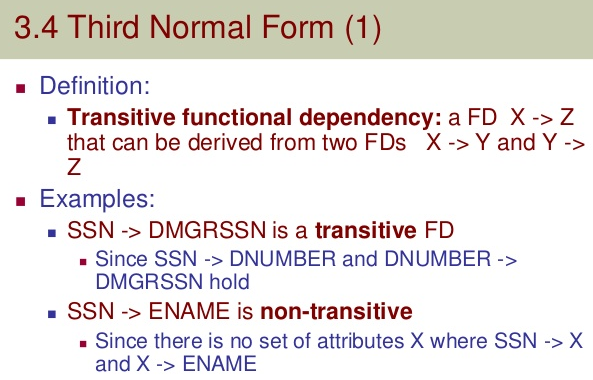 3.4 Third Normal Form (1)
Definition:
Transitive functional dependency: a FD X -> Z
that can be derived from two FDs X -> Y and Y ->
Z
Examples:
SSN -> DMGRSSN is a transitive FD
Since SSN -> DNUMBER and DNUMBER ->
DMGRSSN hold
SSN -> ENAME is non-transitive
Since there is no set of attributes X where SSN -> X
and X -> ENAME